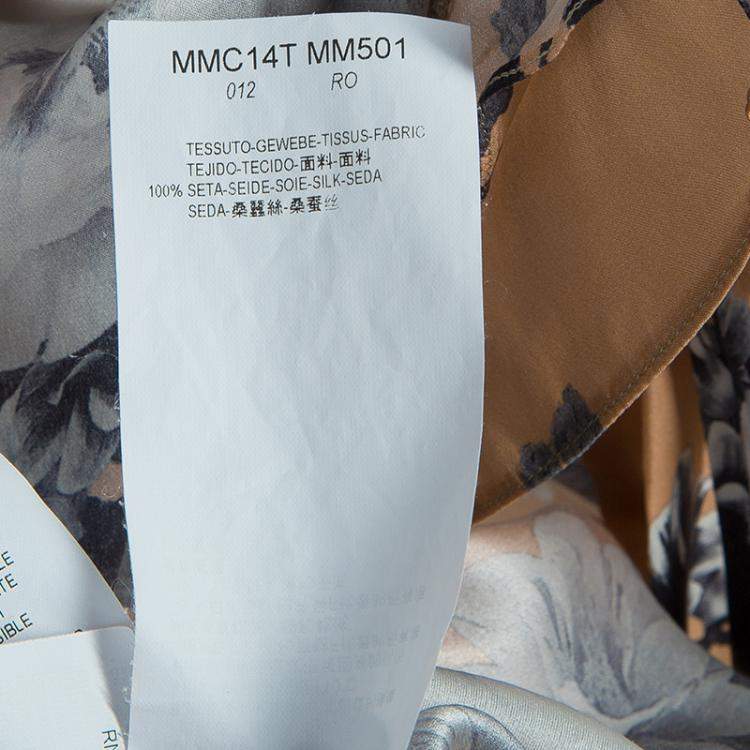 MMC14T MM501
012 RO
TESSUTO-GEWEBE-TISSUS-FABRIC
TEJIDO-TECIDO-面料-面料
100% SETA-SEIDE-SOIE-SILK-SEDA
SEDA-桑蠶絲-桑蚕丝